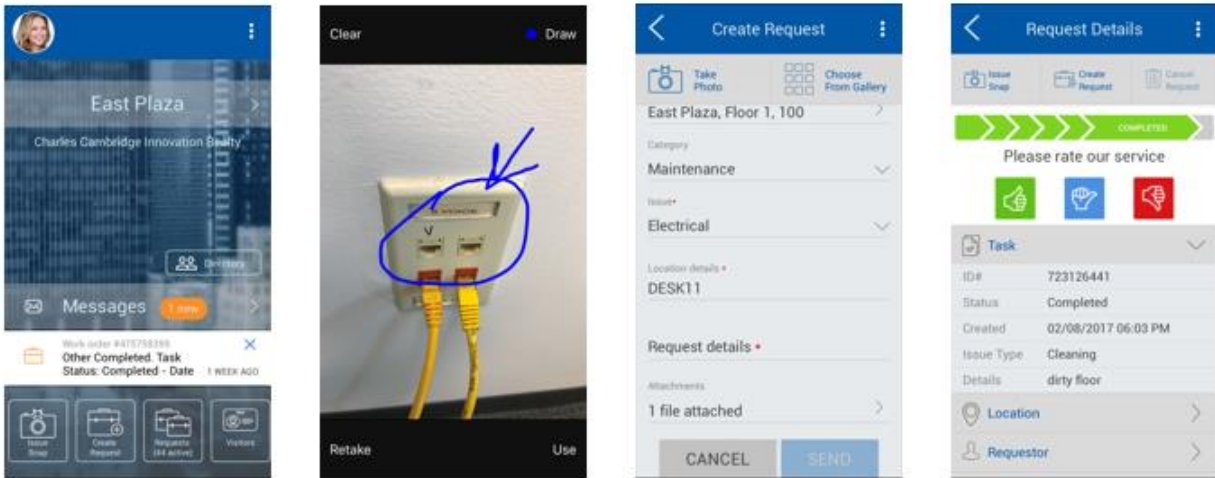 East Plaza
Charles Cambridge Innovation Realty
Directory
Messages 1 new
Work order #475758399
Other Completed. Task
Status: Completed - Date 1 WEEK AGO
Issue
Snap
Create
Request
Requests
(44 active)
Visitors
Clear Draw
Retake Use
Create Request
Take
Photo
Choose
From Gallery
East Plaza, Floor 1, 100
Category
Maintenance
Issue*
Electrical
Location details *
DESK11
Request details *
Attachments
1 file attached
CANCEL SEND
Request Details
Issue
Snap
Create
Request
Cancel
Request
COMPLETED
Please rate our service
Task
ID# 723126441
Status Completed
Created 02/08/2017 06:03 PM
Issue Type Cleaning
Details dirty floor
Location
Requestor